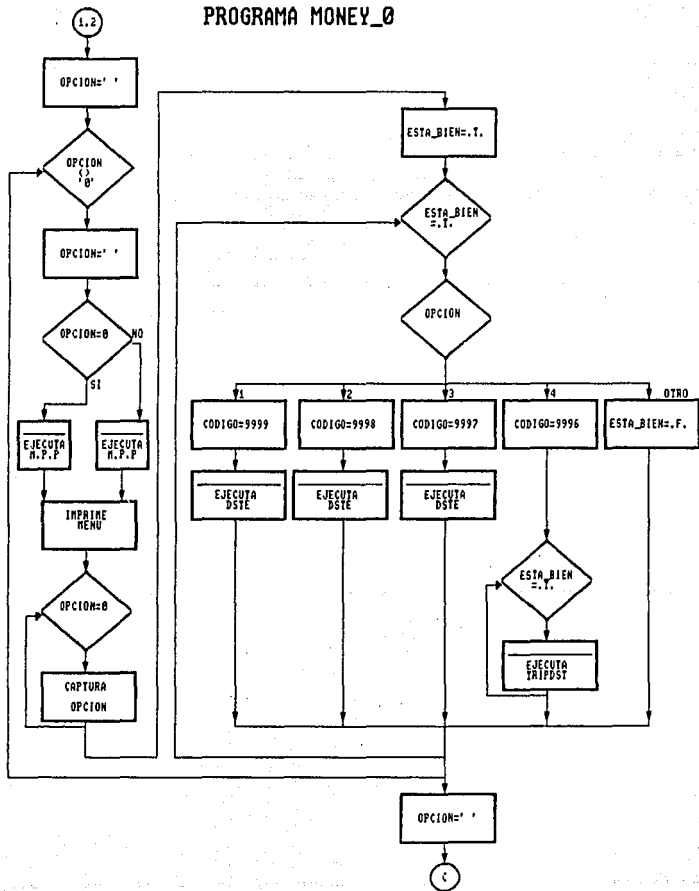 PROGRAMA MONEY_0
1.2
OPCION=' '
OPCION
<>
'0'
OPCION=' '
OPCION=0
NO
SI
EJECUTA
M.P.P
EJECUTA
M.P.P
IMPRIME
MENU
OPCION=0
CAPTURA
OPCION
ESTA_BIEN=.T.
ESTA_BIEN
=.T.
OPCION
1
2
3
4
OTRO
CODIGO=9999
CODIGO=9998
CODIGO=9997
CODIGO=9996
ESTA_BIEN=.F.
EJECUTA
DSTE
EJECUTA
DSTE
EJECUTA
DSTE
ESTA_BIEN
=.T.
EJECUTA
TRIPDST
OPCION=' '
C